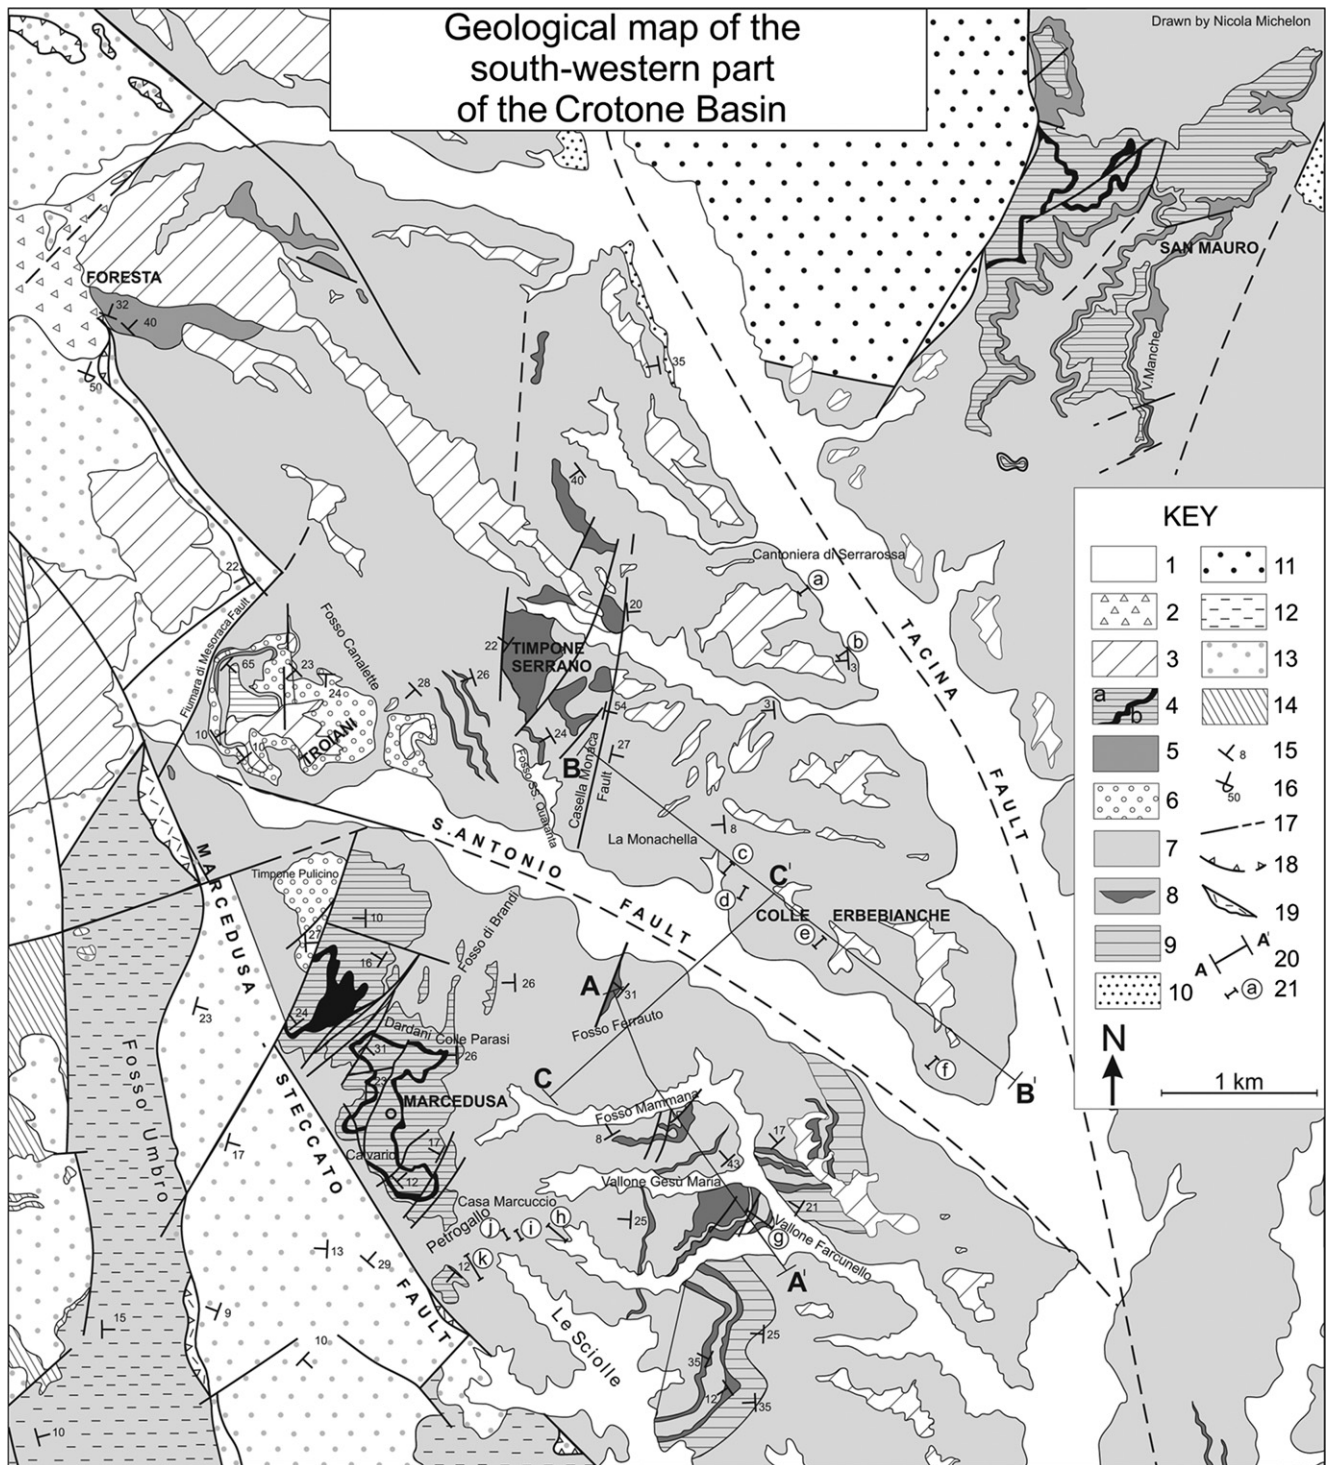 Geological map of the
south-western part
of the Crotone Basin
Drawn by Nicola Michelon
SAN MAURO
V.Manche
FORESTA
32
40
50
35
40
Cantoniera di Serrarossa
a
b
3
22
Fiumara di Mesoraca Fault
Fosso Canalette
65
23
24
28
26
22
20
TIMPONE
SERRANO
54
24
27
3
10
10
TROIANI
B
Fosso SS. Quaranta
Casella Monaca
Fault
TACINA FAULT
La Monachella
8
c
d
C'
COLLE ERBEBIANCHE
e
f
B'
S.ANTONIO FAULT
MARCEDUSA - STECCATO FAULT
Timpone Pulicino
10
27
16
24
Fosso di Brandi
26
A
31
Fosso Ferrauto
Dardani
Colle Parasi
31
26
23
C
MARCEDUSA
Fosso Mammana
8
17
17
43
Calvario
12
Vallone Gesù Maria
Casa Marcuccio
Petrogallo
j
i
h
k
12
25
21
g
Vallone Farcunello
A'
Le Sciolle
25
35
12
35
Fosso Umbro
23
17
13
29
9
15
10
10
KEY
1
11
2
12
3
13
a
b
4
14
5
8
15
6
50
16
7
17
8
18
9
19
10
A A'
20
a
21
N
1 km